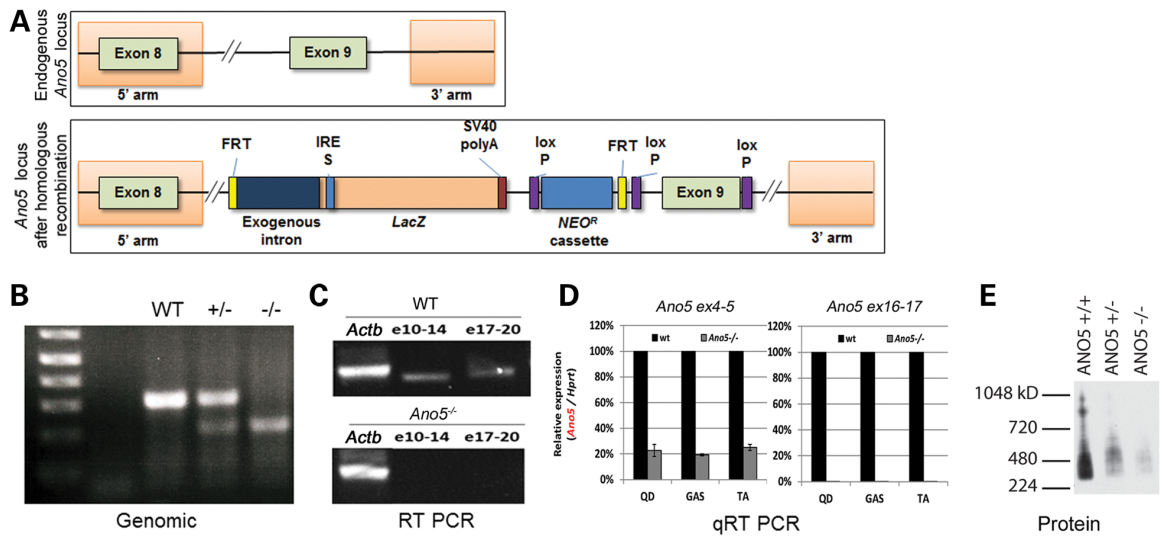 A
Endogenous
Ano5 locus
Exon 8
Exon 9
5' arm
3' arm
Ano5 locus
after homologous
recombination
FRT
IRE
S
SV40
polyA
lox
P
FRT
lox
P
lox
P
Exon 8
Exon 9
5' arm
Exogenous
intron
LacZ
NEOR
cassette
3' arm
B
WT +/- -/-
Genomic
C
WT
Actb e10-14 e17-20
Ano5-/-
Actb e10-14 e17-20
RT PCR
D
Relative expression
(Ano5 / Hprt)
Ano5 ex4-5
120%
100%
80%
60%
40%
20%
0%
wt Ano5-/-
QD GAS TA
Ano5 ex16-17
120%
100%
80%
60%
40%
20%
0%
wt Ano5-/-
QD GAS TA
qRT PCR
E
ANO5 +/+
ANO5 +/-
ANO5 -/-
1048 kD
720
480
224
Protein